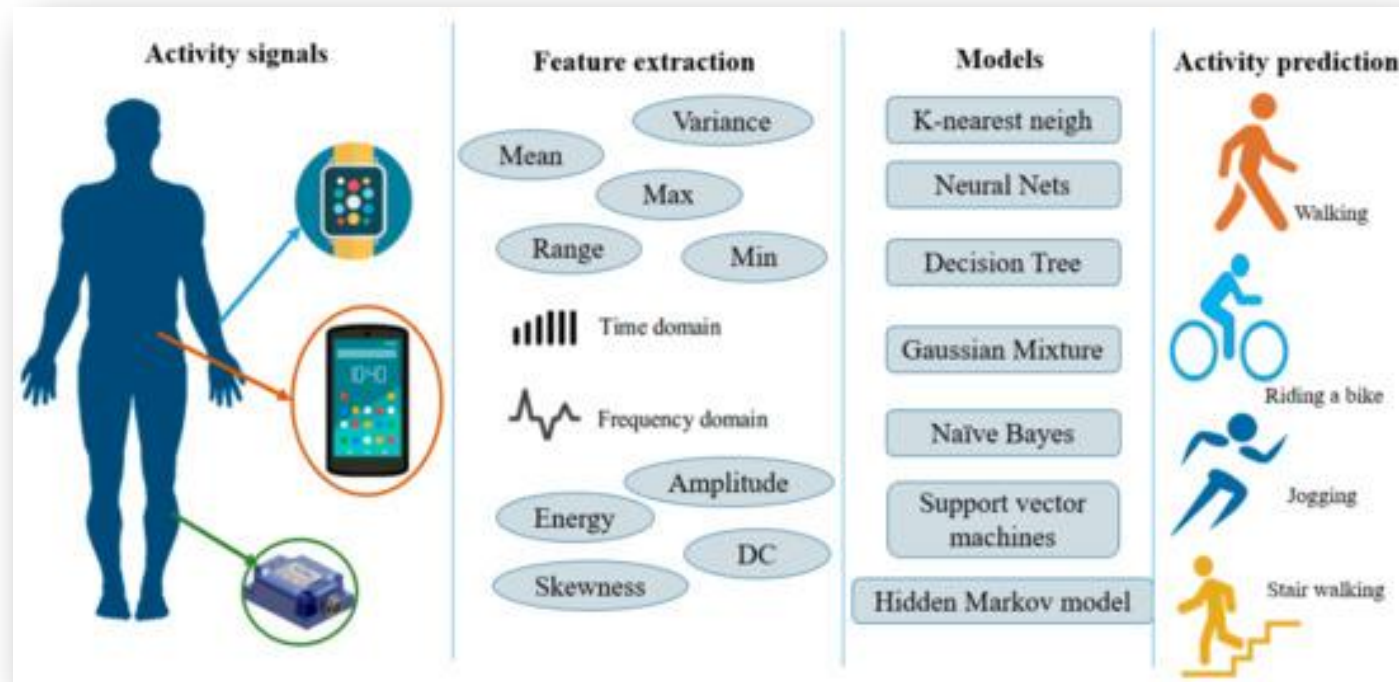 Activity signals
Feature extraction
Variance
Mean
Max
Range
Min
Time domain
Frequency domain
Amplitude
Energy
DC
Skewness
Models
K-nearest neigh
Neural Nets
Decision Tree
Gaussian Mixture
Naïve Bayes
Support vector
machines
Hidden Markov model
Activity prediction
Walking
Riding a bike
Jogging
Stair walking
10:40